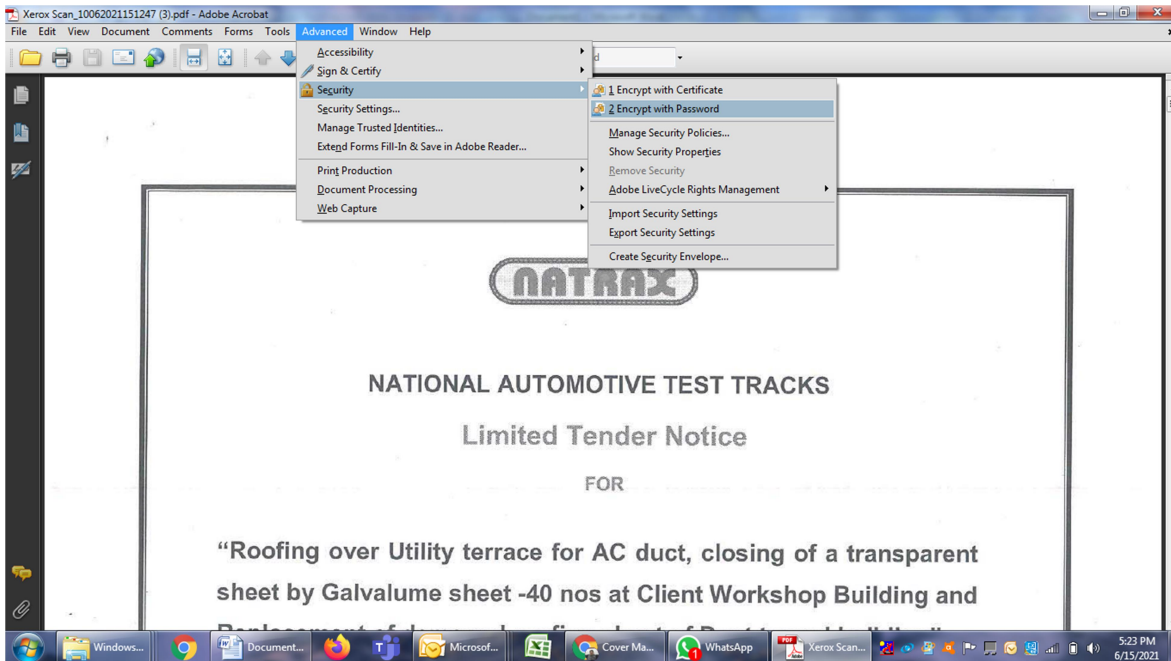 Xerox Scan_10062021151247 (3).pdf - Adobe Acrobat
File Edit View Document Comments Forms Tools Advanced Window Help
Accessibility
Sign & Certify
Security
Security Settings...
Manage Trusted Identities...
Extend Forms Fill-In & Save in Adobe Reader...
Print Production
Document Processing
Web Capture
1 Encrypt with Certificate
2 Encrypt with Password
Manage Security Policies...
Show Security Properties
Remove Security
Adobe LiveCycle Rights Management
Import Security Settings
Export Security Settings
Create Security Envelope...
NATRAX
NATIONAL AUTOMOTIVE TEST TRACKS
Limited Tender Notice
FOR
“Roofing over Utility terrace for AC duct, closing of a transparent
sheet by Galvalume sheet -40 nos at Client Workshop Building and
Windows... Document... Microsof... Cover Ma... WhatsApp Xerox Scan... 5:23 PM
6/15/2021